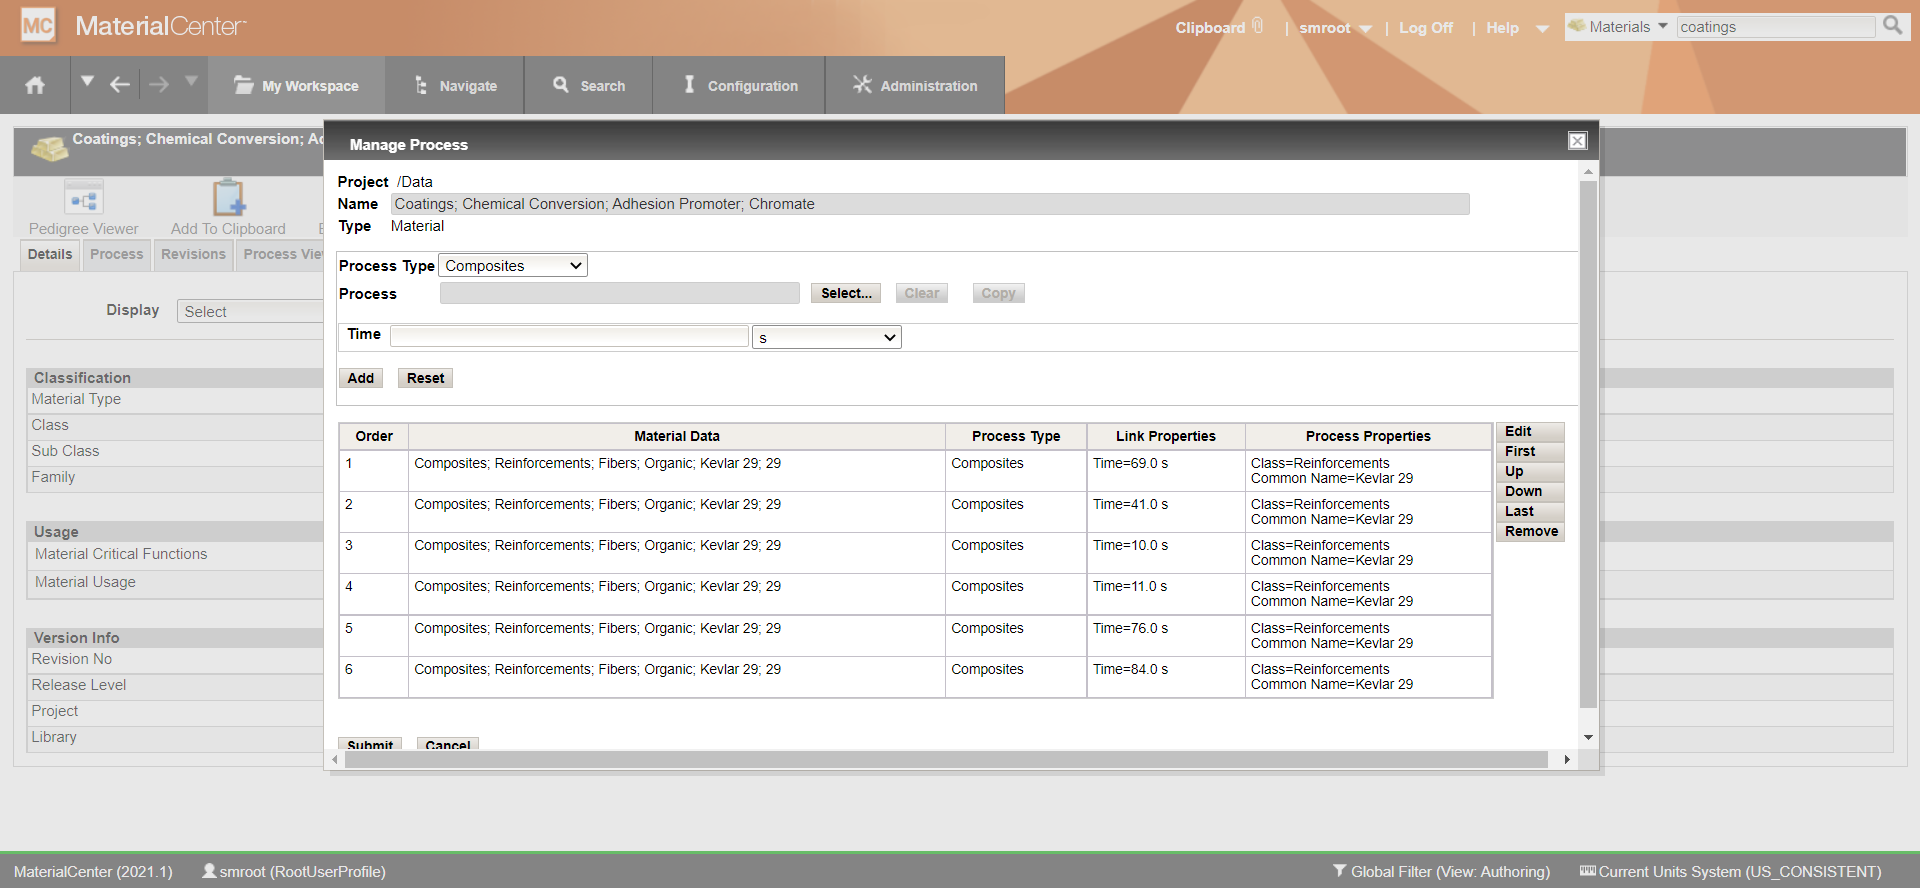 MC MaterialCenter
Clipboard | smroot | Log Off | Help Materials coatings
My Workspace Navigate Search Configuration Administration
Coatings; Chemical Conversion;
Pedigree Viewer Add To Clipboard
Details Process Revisions Process Vie
Display Select
Classification
Material Type
Class
Sub Class
Family
Usage
Material Critical Functions
Material Usage
Version Info
Revision No
Release Level
Project
Library
Manage Process
Project /Data
Name Coatings; Chemical Conversion; Adhesion Promoter; Chromate
Type Material
Process Type Composites
Process Select... Clear Copy
Time s
Add Reset
Order Material Data Process Type Link Properties Process Properties
1 Composites; Reinforcements; Fibers; Organic; Kevlar 29; 29 Composites Time=69.0 s Class=Reinforcements
Common Name=Kevlar 29
2 Composites; Reinforcements; Fibers; Organic; Kevlar 29; 29 Composites Time=41.0 s Class=Reinforcements
Common Name=Kevlar 29
3 Composites; Reinforcements; Fibers; Organic; Kevlar 29; 29 Composites Time=10.0 s Class=Reinforcements
Common Name=Kevlar 29
4 Composites; Reinforcements; Fibers; Organic; Kevlar 29; 29 Composites Time=11.0 s Class=Reinforcements
Common Name=Kevlar 29
5 Composites; Reinforcements; Fibers; Organic; Kevlar 29; 29 Composites Time=76.0 s Class=Reinforcements
Common Name=Kevlar 29
6 Composites; Reinforcements; Fibers; Organic; Kevlar 29; 29 Composites Time=84.0 s Class=Reinforcements
Common Name=Kevlar 29
Edit
First
Up
Down
Last
Remove
Submit Cancel
MaterialCenter (2021.1) smroot (RootUserProfile) Global Filter (View: Authoring) Current Units System (US_CONSISTENT)